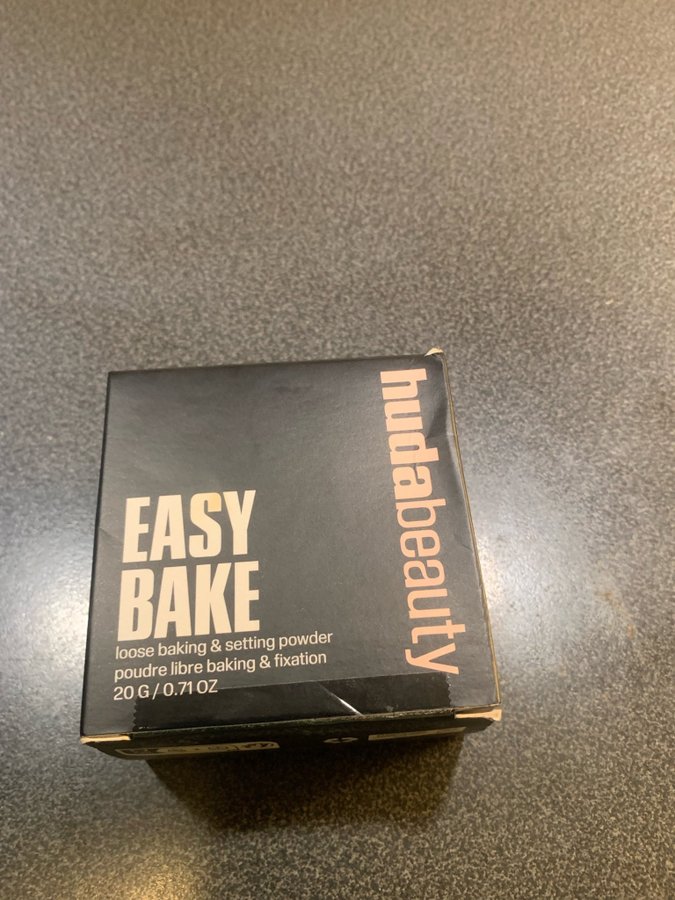 EASY
BAKE
loose baking & setting powder
poudre libre baking & fixation
20 G / 0.71 OZ
hudabeauty